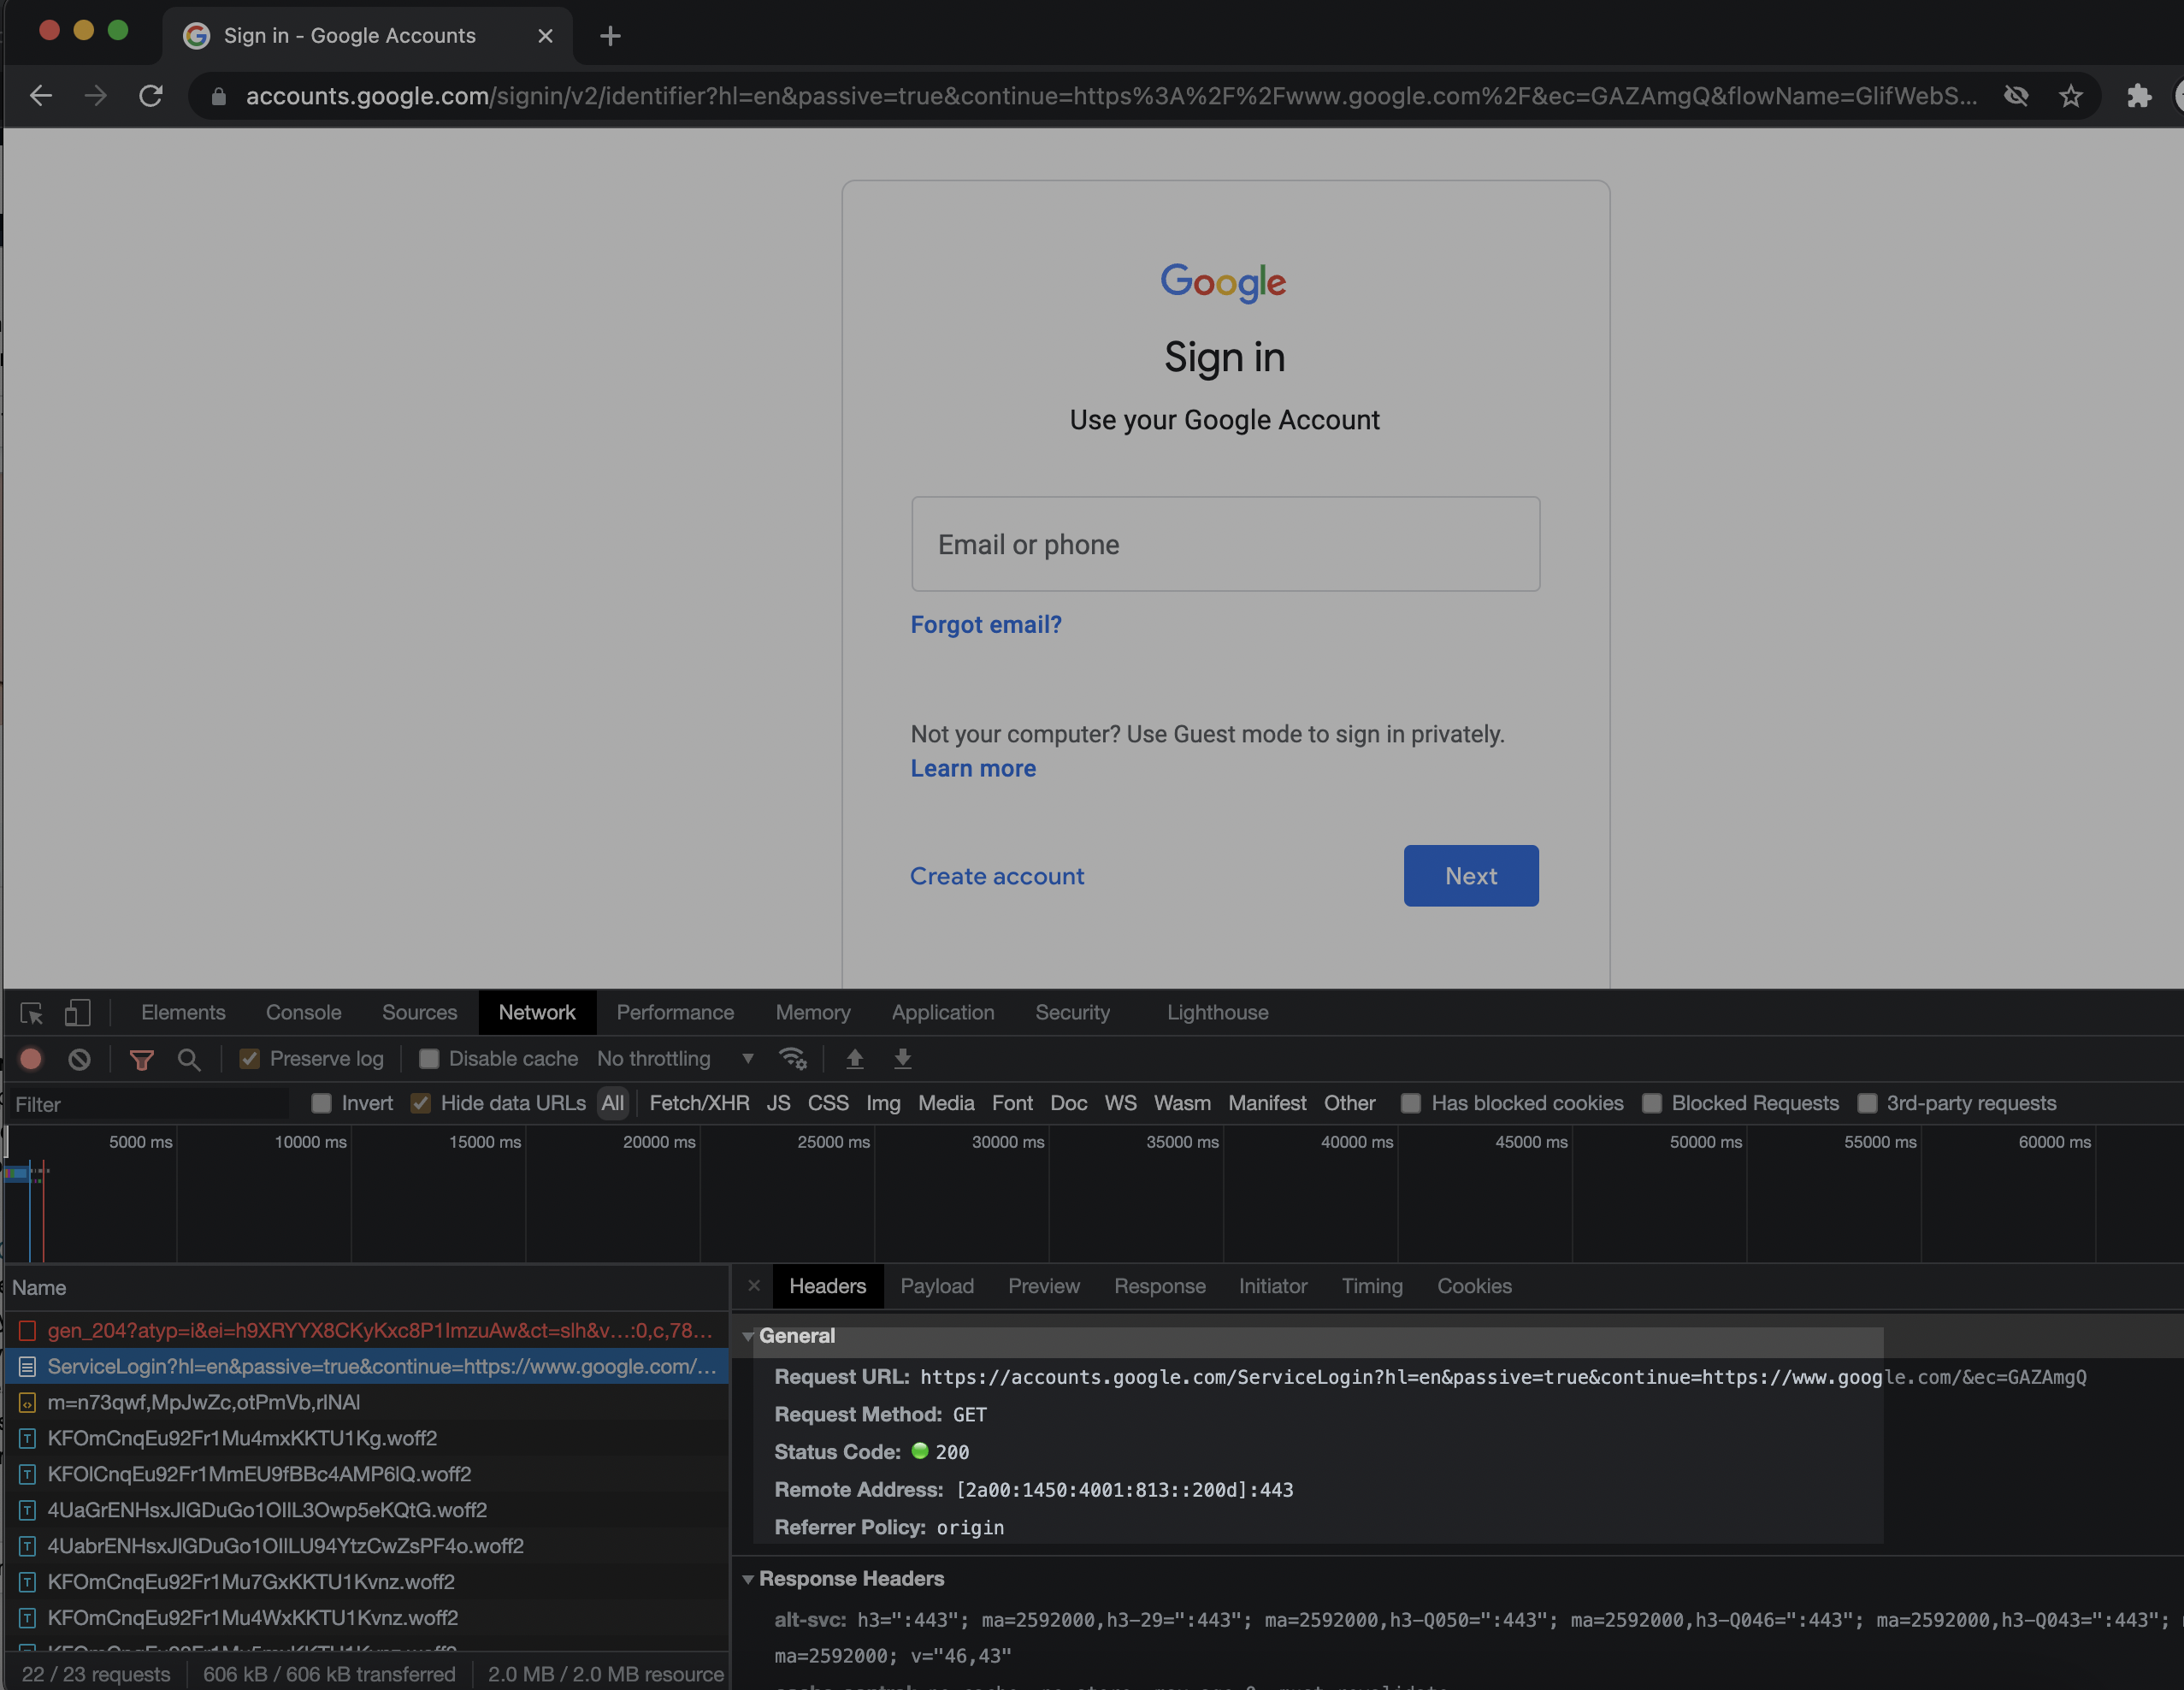 Sign in - Google Accounts
accounts.google.com/signin/v2/identifier?hl=en&passive=true&continue=https%3A%2F%2Fwww.google.com%2F&ec=GAZAmgQ&flowName=GlifWebS...
Google
Sign in
Use your Google Account
Email or phone
Forgot email?
Not your computer? Use Guest mode to sign in privately.
Learn more
Create account
Next
Elements Console Sources Network Performance Memory Application Security Lighthouse
Preserve log Disable cache No throttling
Filter Invert Hide data URLs All Fetch/XHR JS CSS Img Media Font Doc WS Wasm Manifest Other Has blocked cookies Blocked Requests 3rd-party requests
5000 ms 10000 ms 15000 ms 20000 ms 25000 ms 30000 ms 35000 ms 40000 ms 45000 ms 50000 ms 55000 ms 60000 ms
Name
gen_204?atyp=i&ei=h9XRYYX8CKyKxc8P1ImzuAw&ct=slh&v...:0,c,78...
ServiceLogin?hl=en&passive=true&continue=https://www.google.com/...
m=n73qwf,MpJwZc,otPmVb,rlNAl
KFOmCnqEu92Fr1Mu4mxKKTU1Kg.woff2
KFOlCnqEu92Fr1MmEU9fBBc4AMP6lQ.woff2
4UaGrENHsxJlGDuGo1OIlL3Owp5eKQtG.woff2
4UabrENHsxJlGDuGo1OIlLU94YtzCwZsPF4o.woff2
KFOmCnqEu92Fr1Mu7GxKKTU1Kvnz.woff2
KFOmCnqEu92Fr1Mu4WxKKTU1Kvnz.woff2
KFOmCnqEu92Fr1Mu5mxKKTU1Kvnz.woff2
22 / 23 requests 606 kB / 606 kB transferred 2.0 MB / 2.0 MB resource
Headers Payload Preview Response Initiator Timing Cookies
General
Request URL: https://accounts.google.com/ServiceLogin?hl=en&passive=true&continue=https://www.google.com/&ec=GAZAmgQ
Request Method: GET
Status Code: 200
Remote Address: [2a00:1450:4001:813::200d]:443
Referrer Policy: origin
Response Headers
alt-svc: h3=":443"; ma=2592000,h3-29=":443"; ma=2592000,h3-Q050=":443"; ma=2592000,h3-Q046=":443"; ma=2592000,h3-Q043=":443";
ma=2592000; v="46,43"